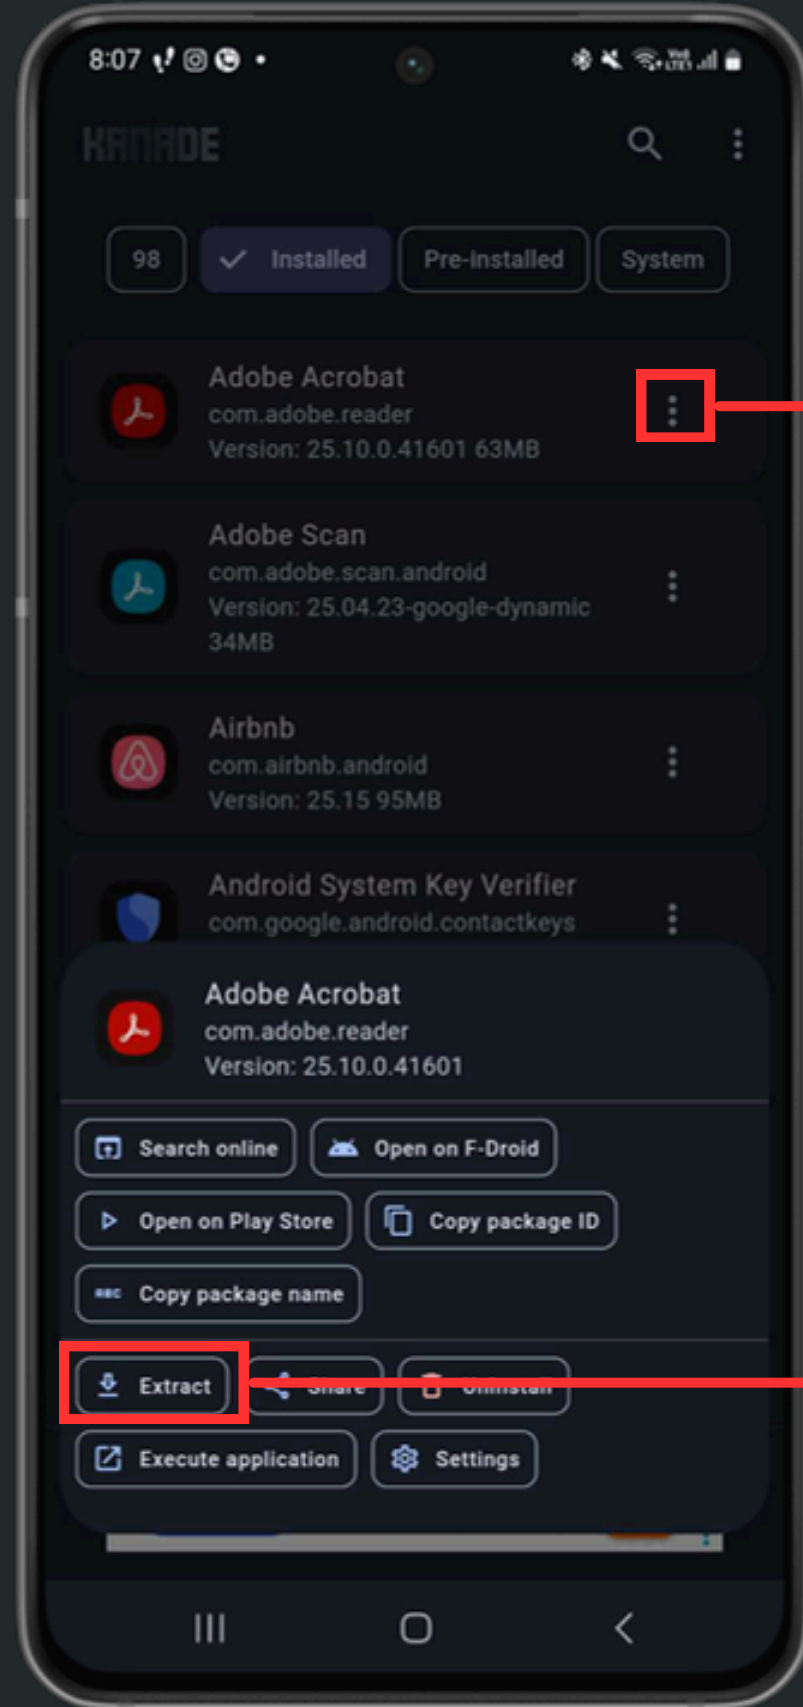 8:07
KANADE
98
Installed
Pre-installed
System
Adobe Acrobat
com.adobe.reader
Version: 25.10.0.41601 63MB
Adobe Scan
com.adobe.scan.android
Version: 25.04.23-google-dynamic
34MB
Airbnb
com.airbnb.android
Version: 25.15 95MB
Android System Key Verifier
com.google.android.contactkeys
Adobe Acrobat
com.adobe.reader
Version: 25.10.0.41601
Search online
Open on F-Droid
Open on Play Store
Copy package ID
ABC Copy package name
Extract
Share
Uninstall
Execute application
Settings